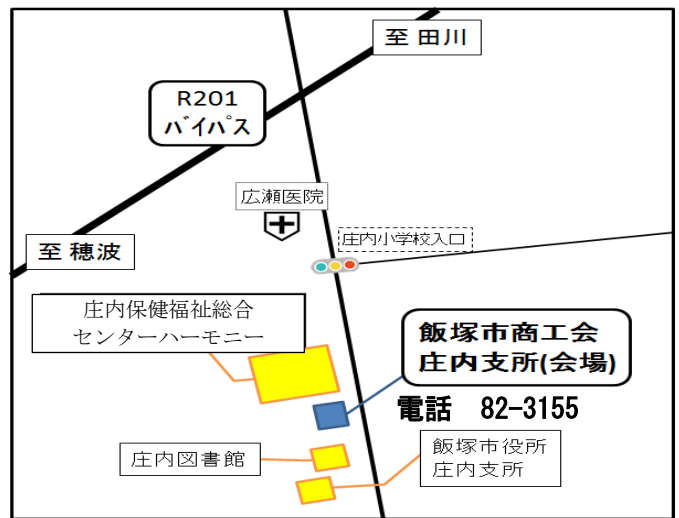 至 田川
R201
バイパス
広瀬医院
庄内小学校入口
至 穂波
庄内保健福祉総合
センターハーモニー
飯塚市商工会
庄内支所(会場)
電話　82-3155
庄内図書館
飯塚市役所
庄内支所